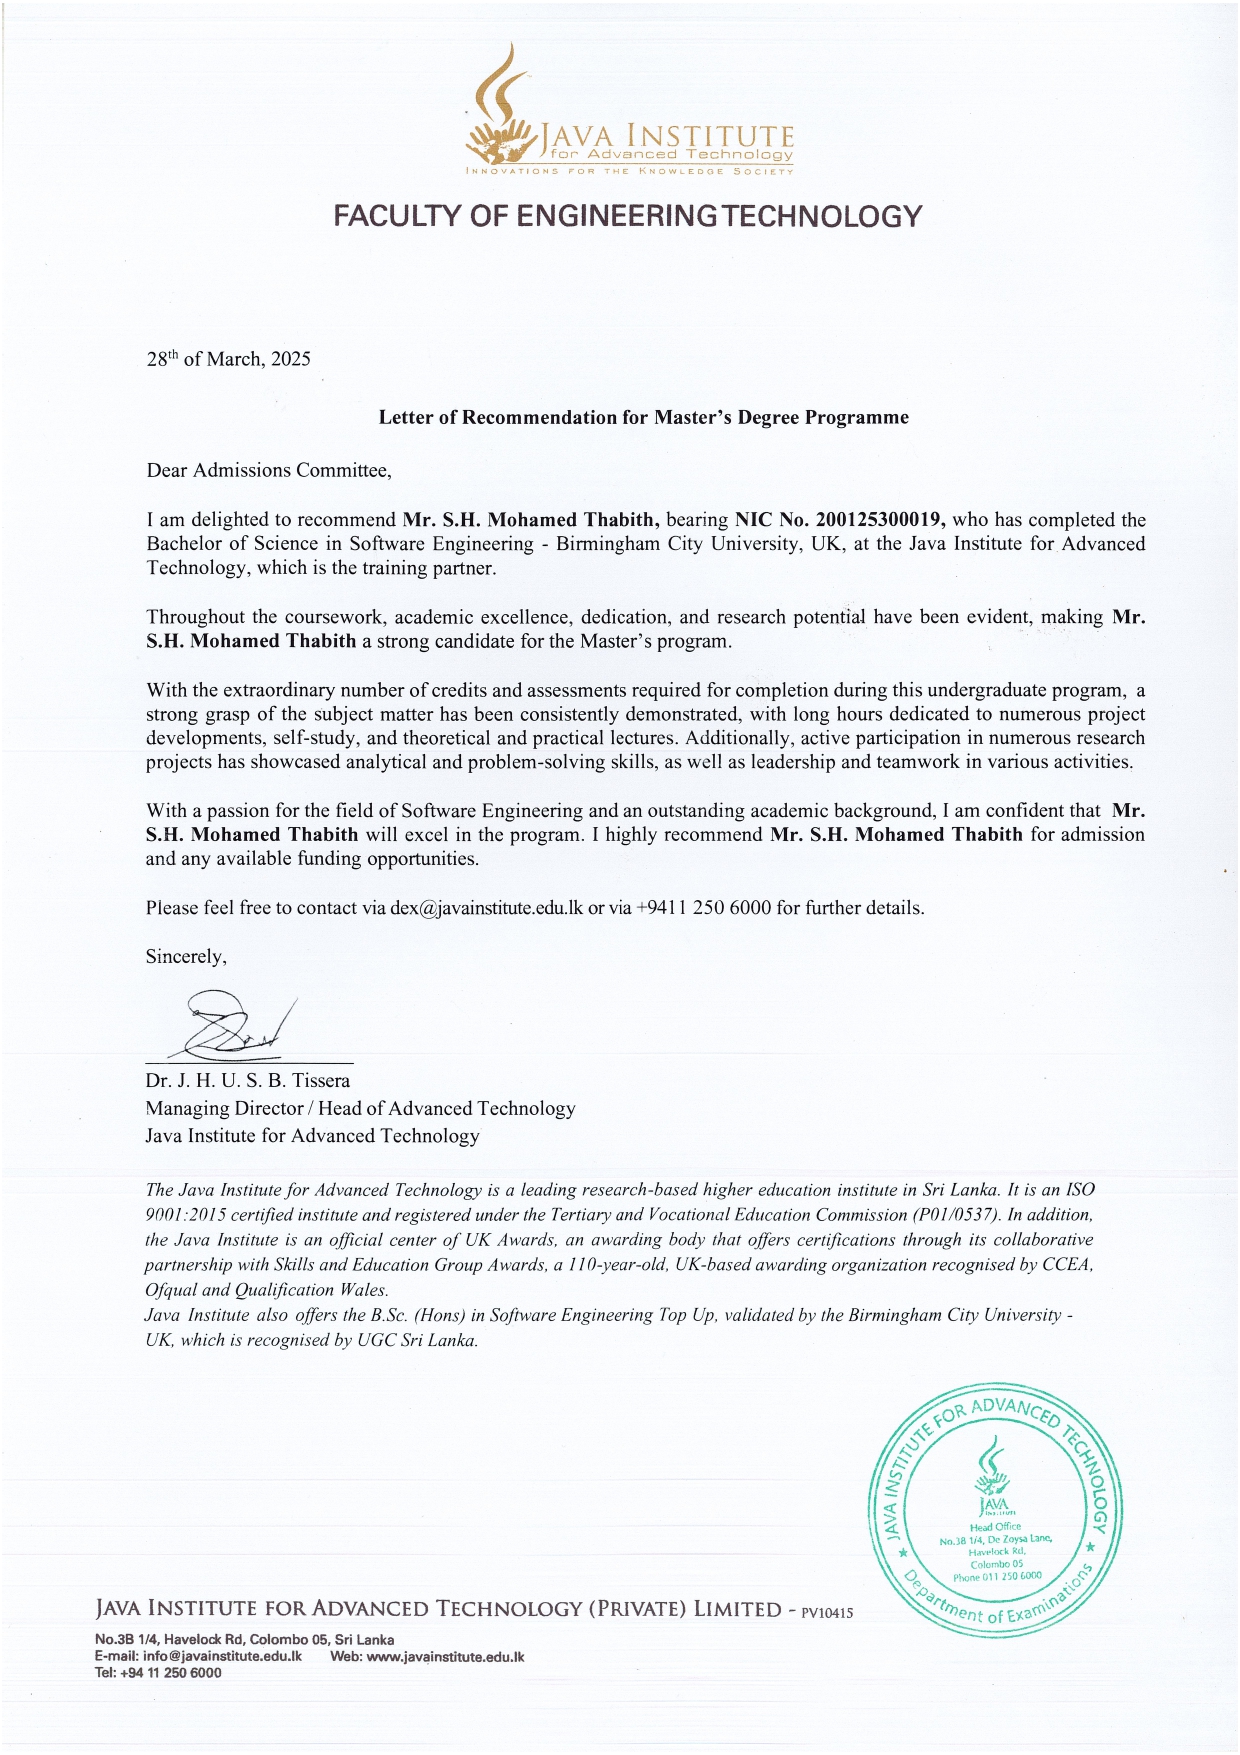 JAVA INSTITUTE
for Advanced Technology
INNOVATIONS FOR THE KNOWLEDGE SOCIETY
FACULTY OF ENGINEERING TECHNOLOGY
28th of March, 2025
Letter of Recommendation for Master's Degree Programme
Dear Admissions Committee,
I am delighted to recommend Mr. S.H. Mohamed Thabith, bearing NIC No. 200125300019, who has completed the
Bachelor of Science in Software Engineering - Birmingham City University, UK, at the Java Institute for Advanced
Technology, which is the training partner.
Throughout the coursework, academic excellence, dedication, and research potential have been evident, making Mr.
S.H. Mohamed Thabith a strong candidate for the Master's program.
With the extraordinary number of credits and assessments required for completion during this undergraduate program, a
strong grasp of the subject matter has been consistently demonstrated, with long hours dedicated to numerous project
developments, self-study, and theoretical and practical lectures. Additionally, active participation in numerous research
projects has showcased analytical and problem-solving skills, as well as leadership and teamwork in various activities.
With a passion for the field of Software Engineering and an outstanding academic background, I am confident that Mr.
S.H. Mohamed Thabith will excel in the program. I highly recommend Mr. S.H. Mohamed Thabith for admission
and any available funding opportunities.
Please feel free to contact via dex@javainstitute.edu.lk or via +9411 250 6000 for further details.
Sincerely,
Dr. J. H. U. S. B. Tissera
Managing Director / Head of Advanced Technology
Java Institute for Advanced Technology
The Java Institute for Advanced Technology is a leading research-based higher education institute in Sri Lanka. It is an ISO
9001:2015 certified institute and registered under the Tertiary and Vocational Education Commission (P01/0537). In addition,
the Java Institute is an official center of UK Awards, an awarding body that offers certifications through its collaborative
partnership with Skills and Education Group Awards, a 110-year-old, UK-based awarding organization recognised by CCEA,
Ofqual and Qualification Wales.
Java Institute also offers the B.Sc. (Hons) in Software Engineering Top Up, validated by the Birmingham City University -
UK, which is recognised by UGC Sri Lanka.
JAVA INSTITUTE FOR ADVANCED TECHNOLOGY
JAVA
INSTITUTE
Head Office
No.3B 1/4, De Zoysa Lane,
Havelock Rd,
Colombo 05
Phone 011 250 6000
Department of Examinations
JAVA INSTITUTE FOR ADVANCED TECHNOLOGY (PRIVATE) LIMITED - PV10415
No.3B 1/4, Havelock Rd, Colombo 05, Sri Lanka
E-mail: info@javainstitute.edu.lk Web: www.javainstitute.edu.lk
Tel: +94 11 250 6000